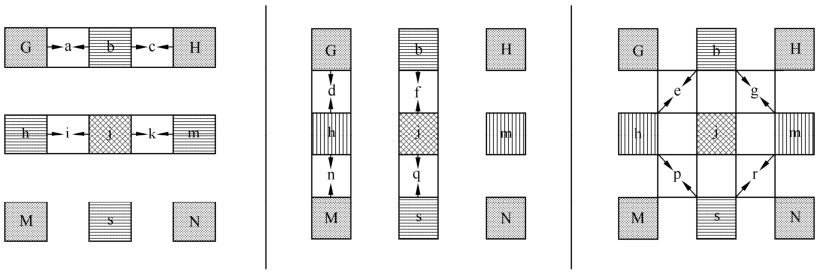 G a b c H
h i j k m
M s N
G b H
d f
h j m
n q
M s N
G b H
e g
h j m
p r
M s N